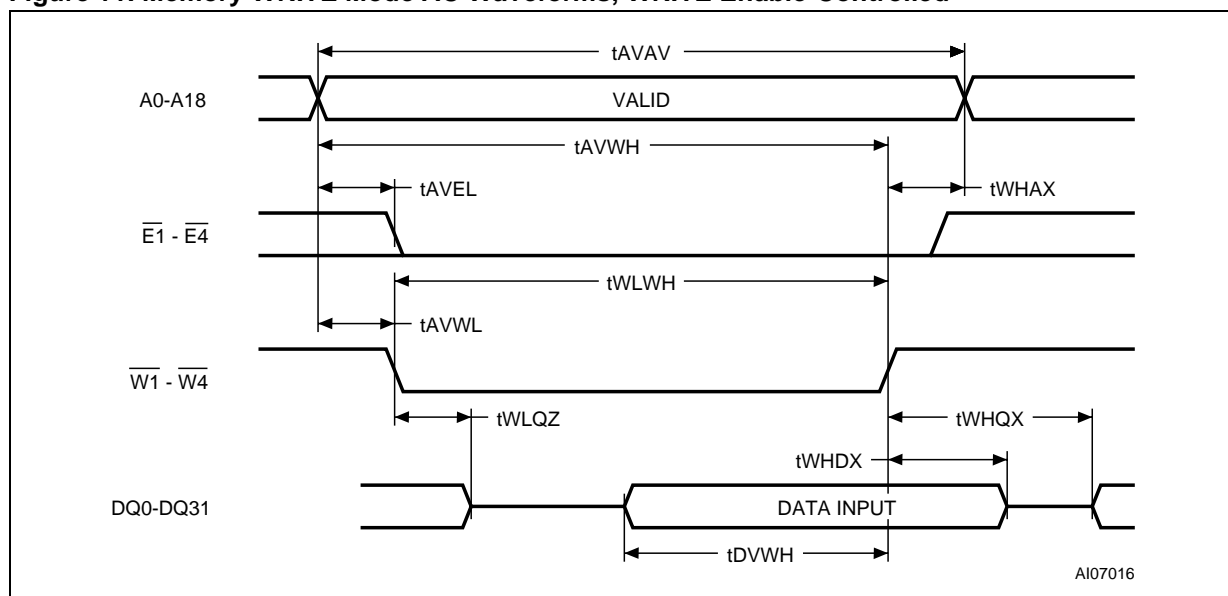 Figure 11. Memory WRITE Mode AC Waveforms, WRITE Enable-Controlled
tAVAV
A0-A18
VALID
tAVWH
tAVEL
tWHAX
E1 - E4
tWLWH
tAVWL
W1 - W4
tWLQZ
tWHQX
tWHDX
DQ0-DQ31
DATA INPUT
tDVWH
AI07016